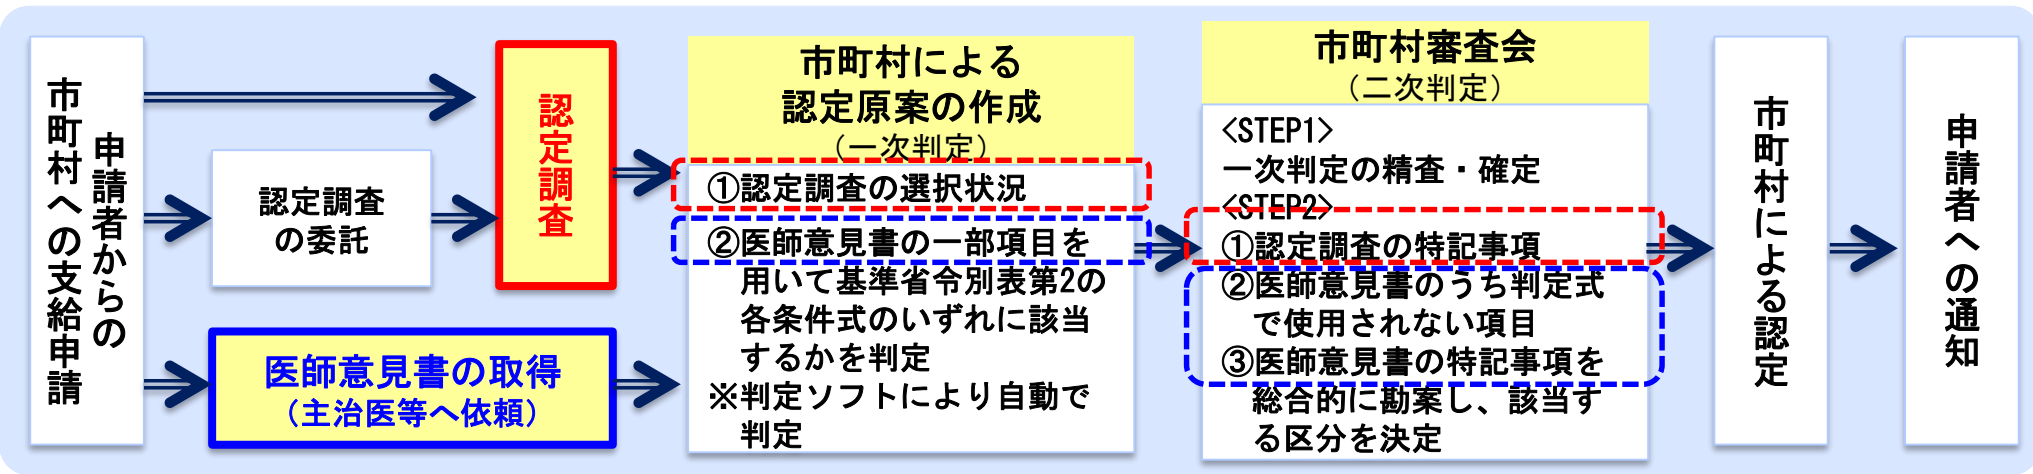 申請者からの
市町村への支給申請
認定調査
の委託
認定調査
医師意見書の取得
（主治医等へ依頼）
市町村による
認定原案の作成
（一次判定）
①認定調査の選択状況
②医師意見書の一部項目を
用いて基準省令別表第2の
各条件式のいずれに該当
するかを判定
※判定ソフトにより自動で
判定
市町村審査会
（二次判定）
<STEP1>
一次判定の精査・確定
<STEP2>
①認定調査の特記事項
②医師意見書のうち判定式
で使用されない項目
③医師意見書の特記事項を
総合的に勘案し、該当す
る区分を決定
市町村による認定
申請者への通知